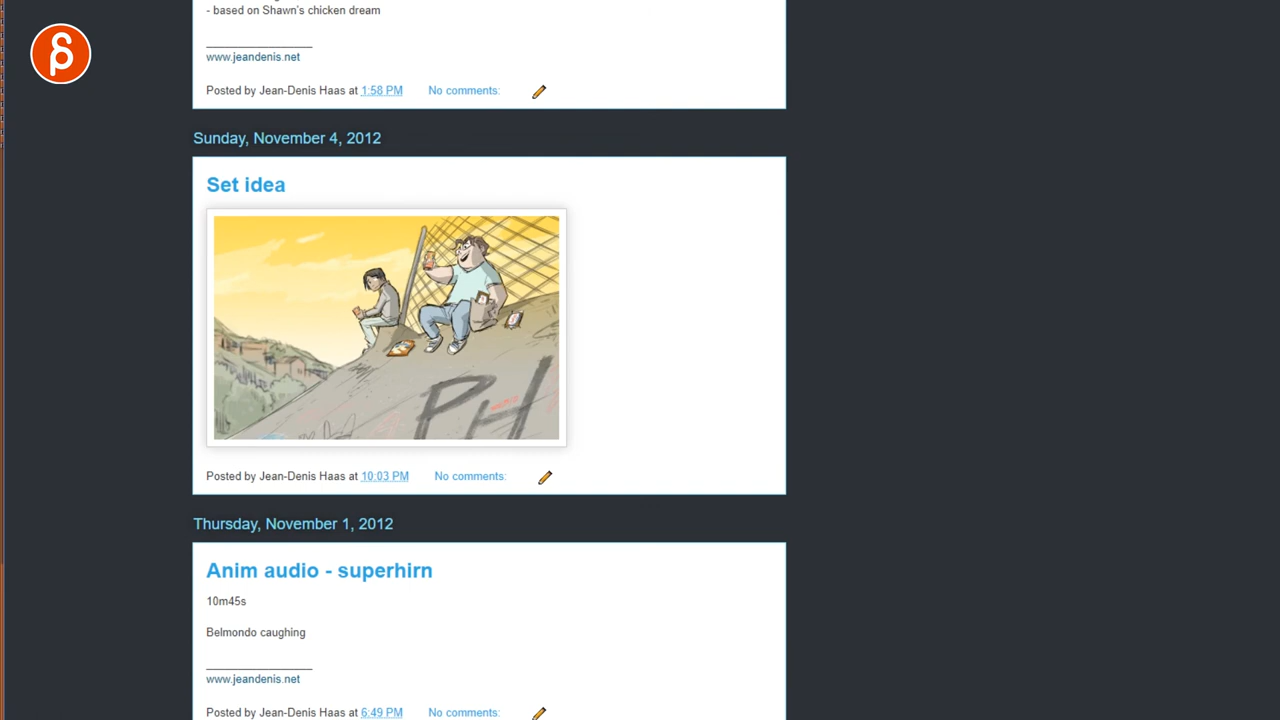 - based on Shawn's chicken dream
www.jeandenis.net
Posted by Jean-Denis Haas at 1:58 PM No comments:
Sunday, November 4, 2012
Set idea
PH
Posted by Jean-Denis Haas at 10:03 PM No comments:
Thursday, November 1, 2012
Anim audio - superhirn
10m45s
Belmondo caughing
www.jeandenis.net
Posted by Jean-Denis Haas at 6:49 PM No comments: